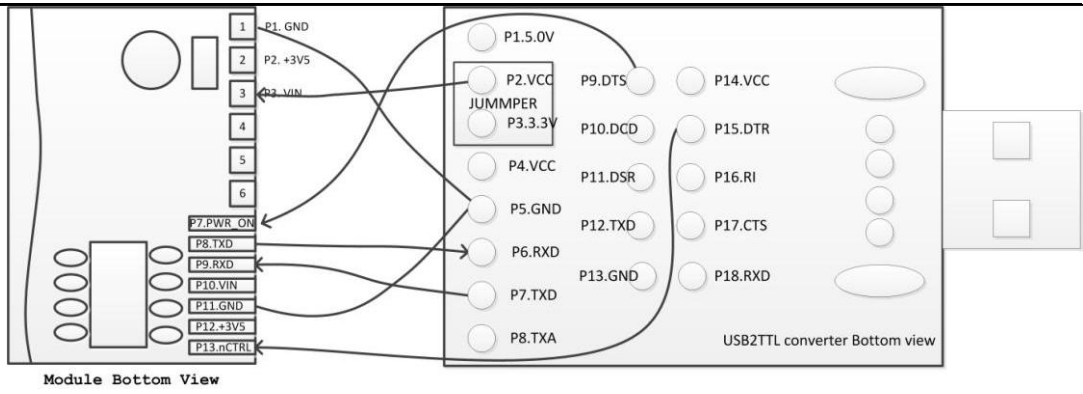 1
P1. GND
2
P2. +3V5
3
P3. VIN
4
5
6
P7.PWR_ON
P8.TXD
P9.RXD
P10.VIN
P11.GND
P12.+3V5
P13.nCTRL
Module Bottom View
P1.5.0V
P2.VCC
JUMMPER
P3.3.3V
P4.VCC
P5.GND
P6.RXD
P7.TXD
P8.TXA
P9.DTS
P10.DCD
P11.DSR
P12.TXD
P13.GND
P14.VCC
P15.DTR
P16.RI
P17.CTS
P18.RXD
USB2TTL converter Bottom view